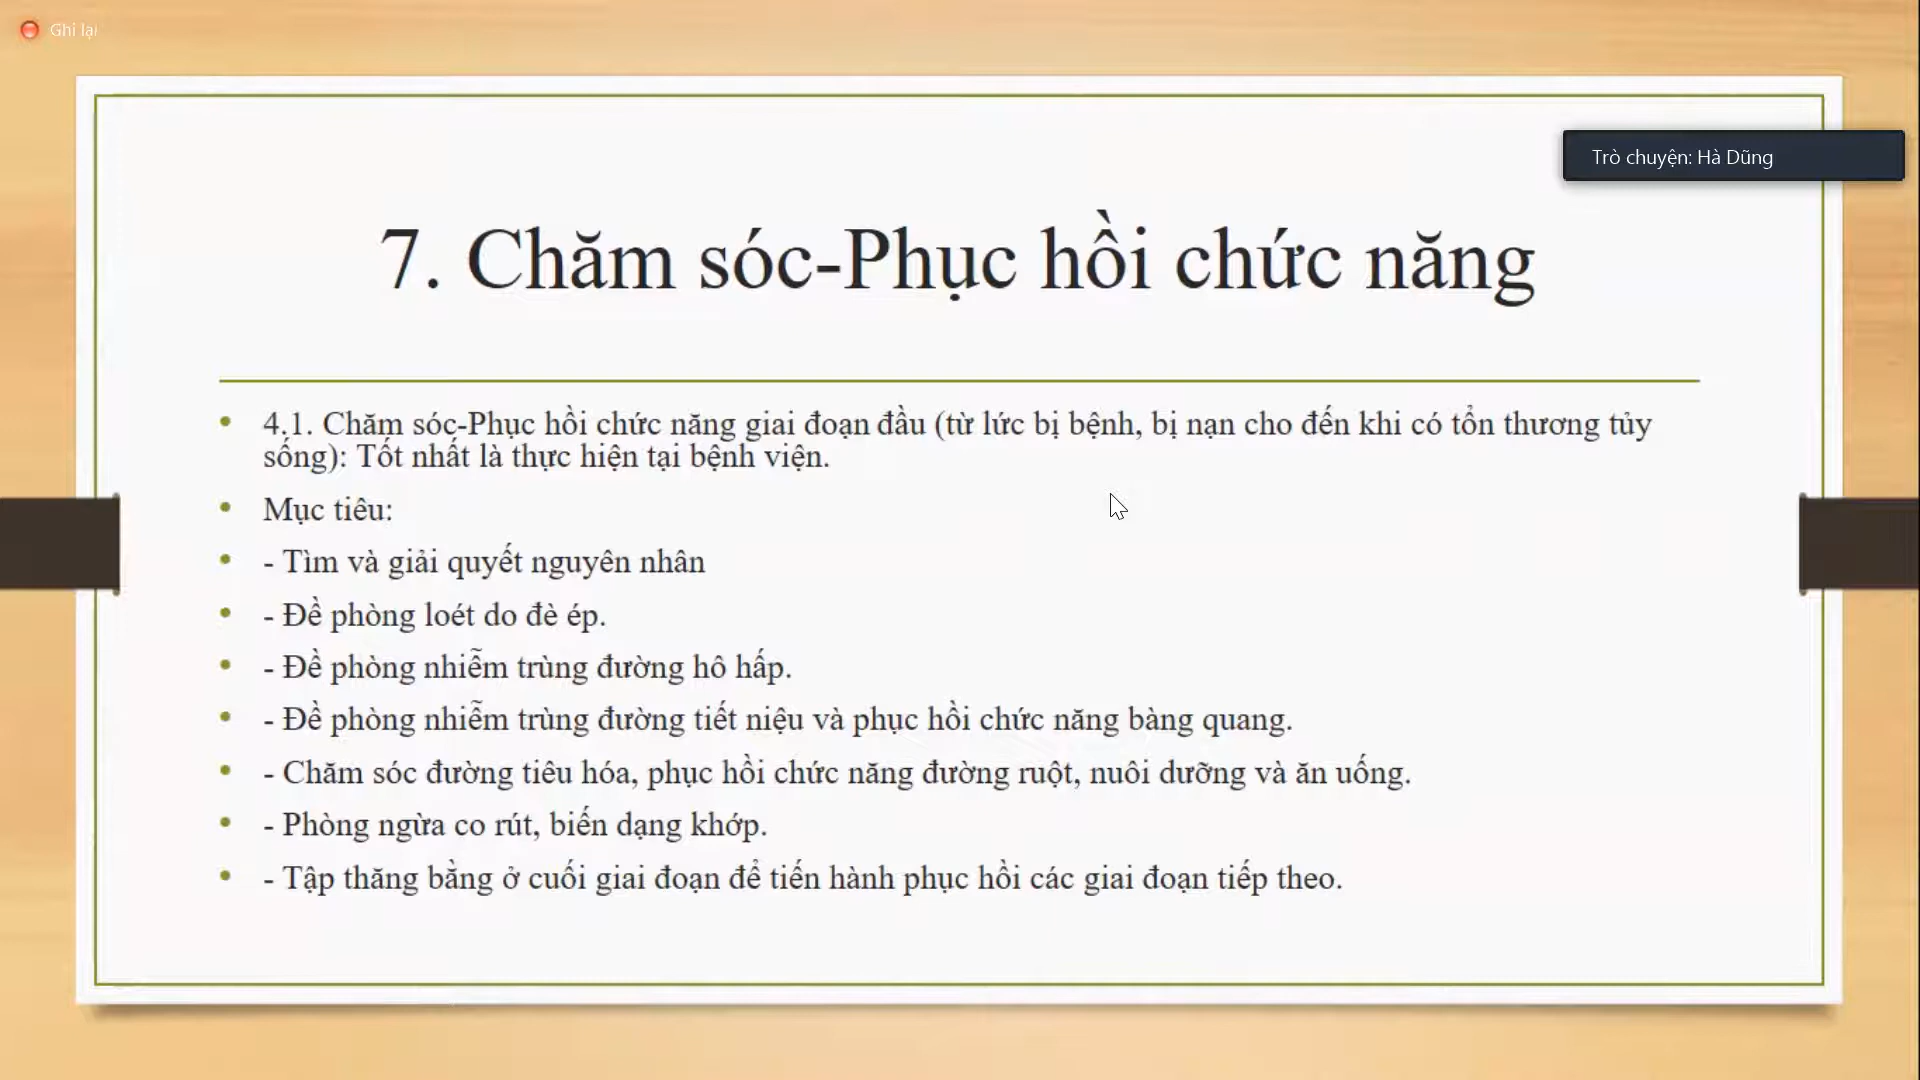 Ghi lại
Trò chuyện: Hà Dũng
7. Chăm sóc-Phục hồi chức năng
• 4.1. Chăm sóc-Phục hồi chức năng giai đoạn đầu (từ lức bị bệnh, bị nạn cho đến khi có tổn thương tủy
sống): Tốt nhất là thực hiện tại bệnh viện.
• Mục tiêu:
• - Tìm và giải quyết nguyên nhân
• - Đề phòng loét do đè ép.
• - Đề phòng nhiễm trùng đường hô hấp.
• - Đề phòng nhiễm trùng đường tiết niệu và phục hồi chức năng bàng quang.
• - Chăm sóc đường tiêu hóa, phục hồi chức năng đường ruột, nuôi dưỡng và ăn uống.
• - Phòng ngừa co rút, biến dạng khớp.
• - Tập thăng bằng ở cuối giai đoạn để tiến hành phục hồi các giai đoạn tiếp theo.